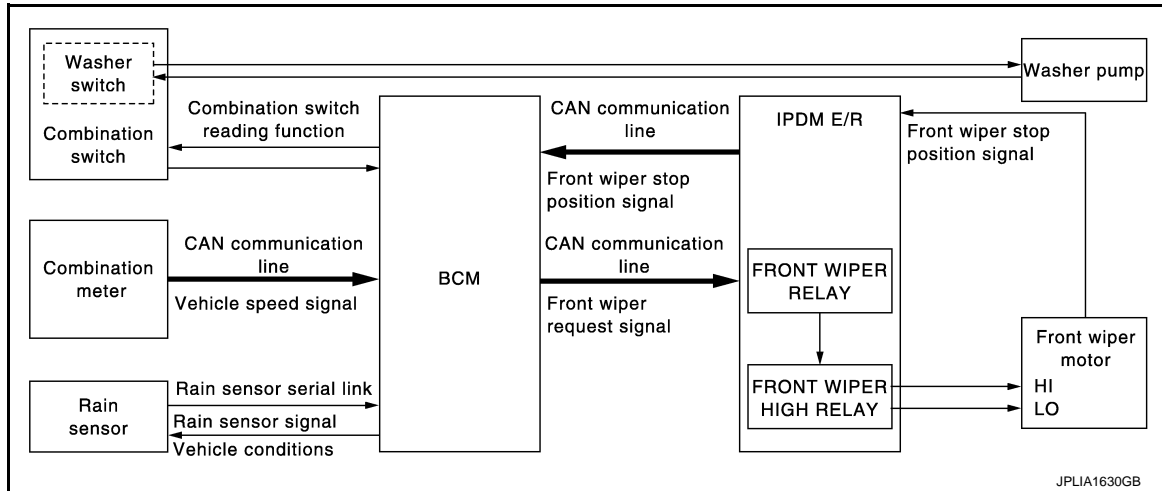 Washer
switch
Combination
switch
Washer pump
Combination switch
reading function
BCM
CAN communication
line
Front wiper stop
position signal
IPDM E/R
Front wiper stop
position signal
Combination
meter
CAN communication
line
Vehicle speed signal
CAN communication
line
Front wiper
request signal
FRONT WIPER
RELAY
FRONT WIPER
HIGH RELAY
Front wiper
motor
HI
LO
Rain
sensor
Rain sensor serial link
Rain sensor signal
Vehicle conditions
JPLIA1630GB